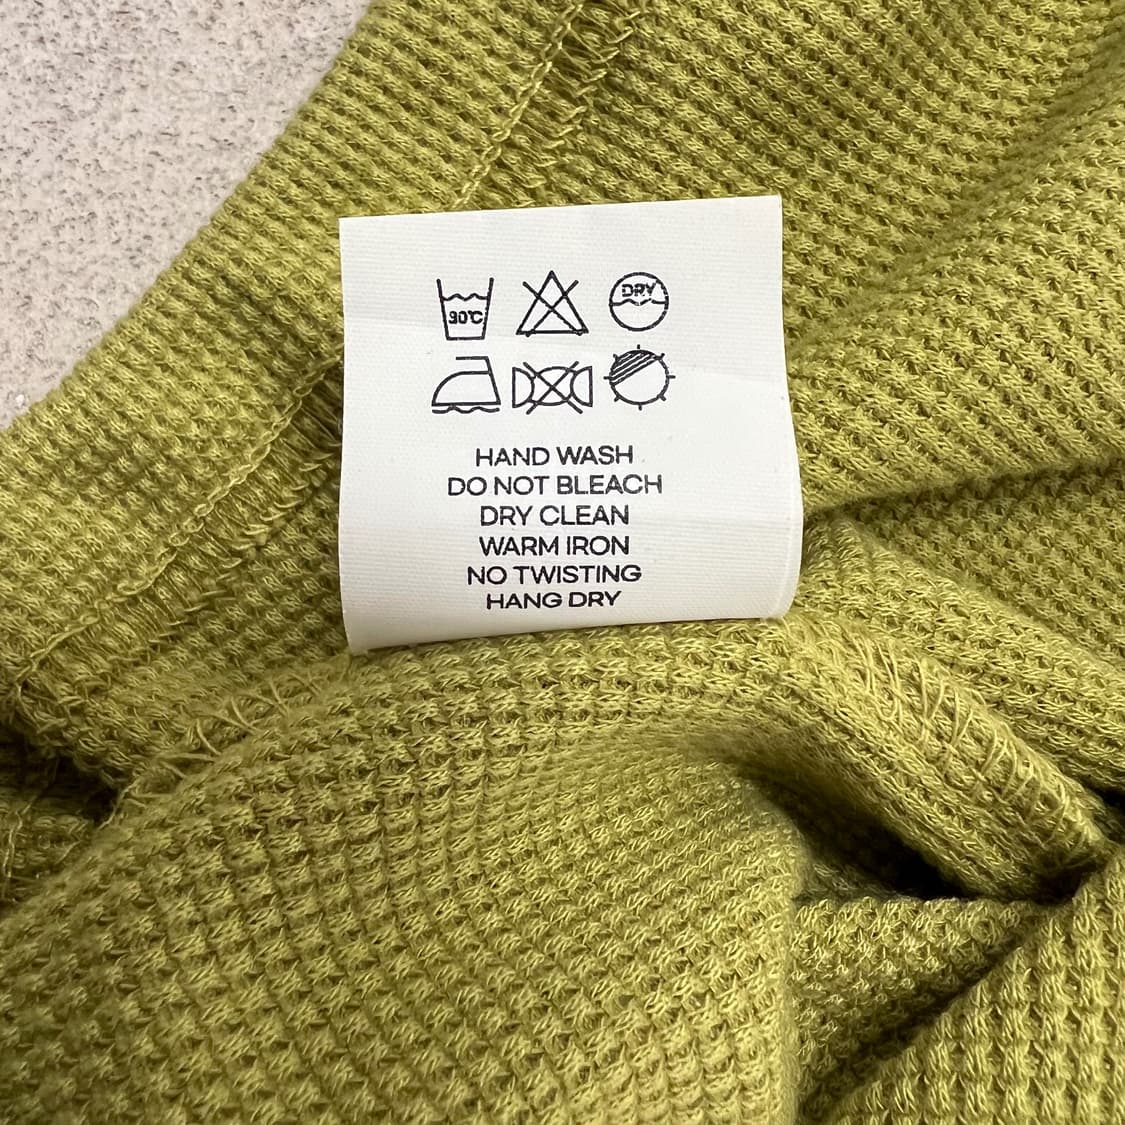 30℃
DRY
HAND WASH
DO NOT BLEACH
DRY CLEAN
WARM IRON
NO TWISTING
HANG DRY